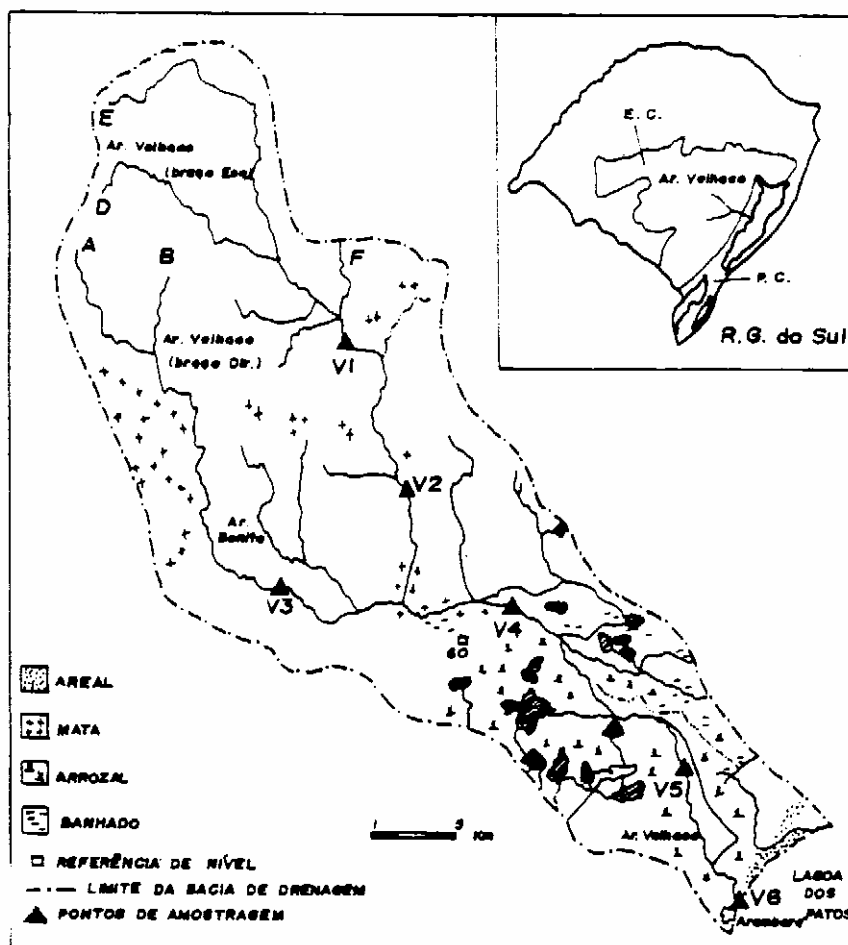 E
Ar. Velhaco
(braço Esq.)
D
A
B
F
Ar. Velhaco
(braço Dir.)
V1
V2
Ar.
Bonito
V3
V4
60
V5
Ar. Velhaco
V6
Arambaré
LAGOA
DOS
PATOS
E. C.
Ar. Velhaco
P. C.
R.G. do Sul
AREAL
MATA
ARROZAL
BANHADO
REFERÊNCIA DE NÍVEL
LIMITE DA BACIA DE DRENAGEM
PONTOS DE AMOSTRAGEM
1 5
Km